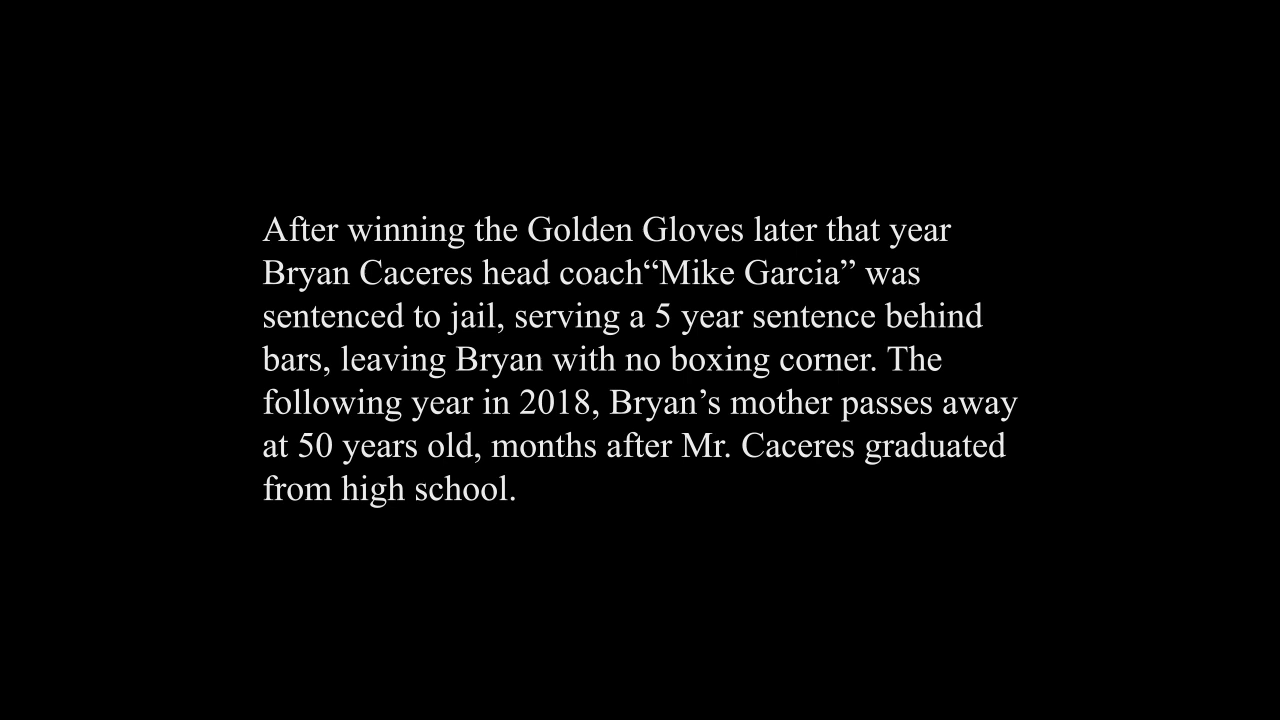 After winning the Golden Gloves later that year
Bryan Caceres head coach“Mike Garcia” was
sentenced to jail, serving a 5 year sentence behind
bars, leaving Bryan with no boxing corner. The
following year in 2018, Bryan’s mother passes away
at 50 years old, months after Mr. Caceres graduated
from high school.